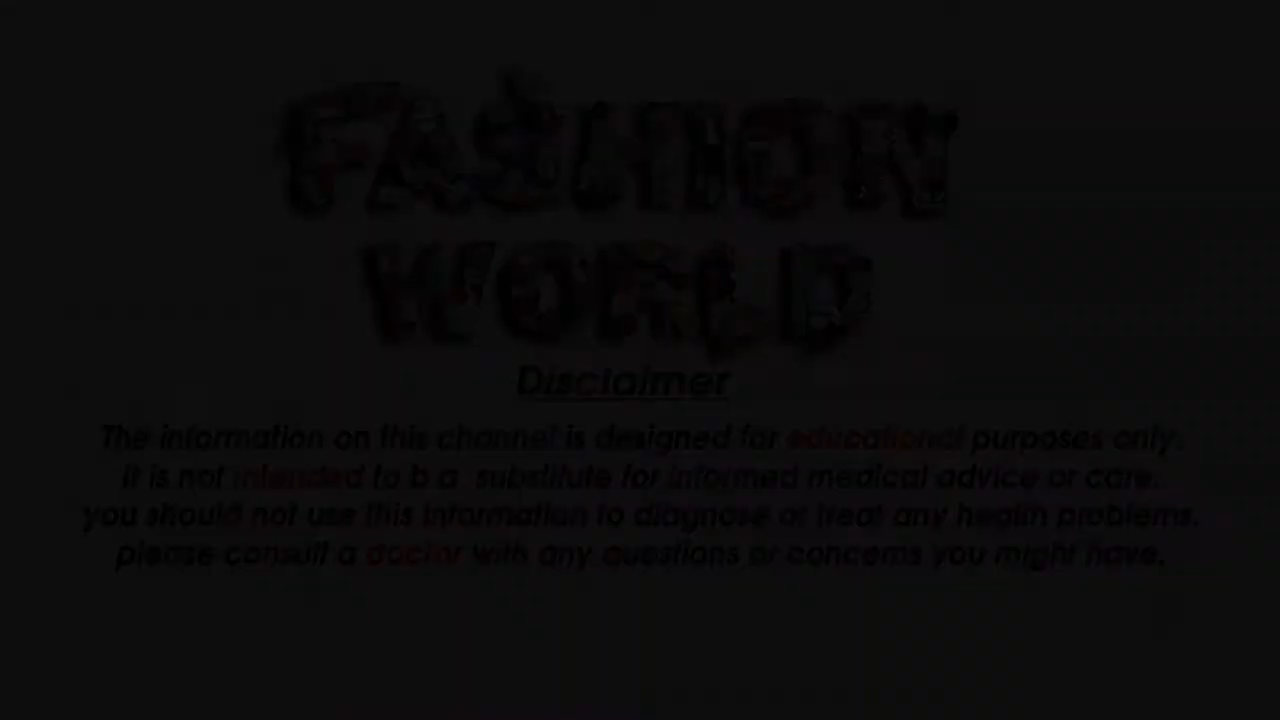 FASHION
WORLD
Disclaimer
The information on this channel is designed for educational purposes only.
it is not intended to b a substitute for informed medical advice or care.
you should not use this information to diagnose or treat any health problems.
please consult a doctor with any questions or concerns you might have.